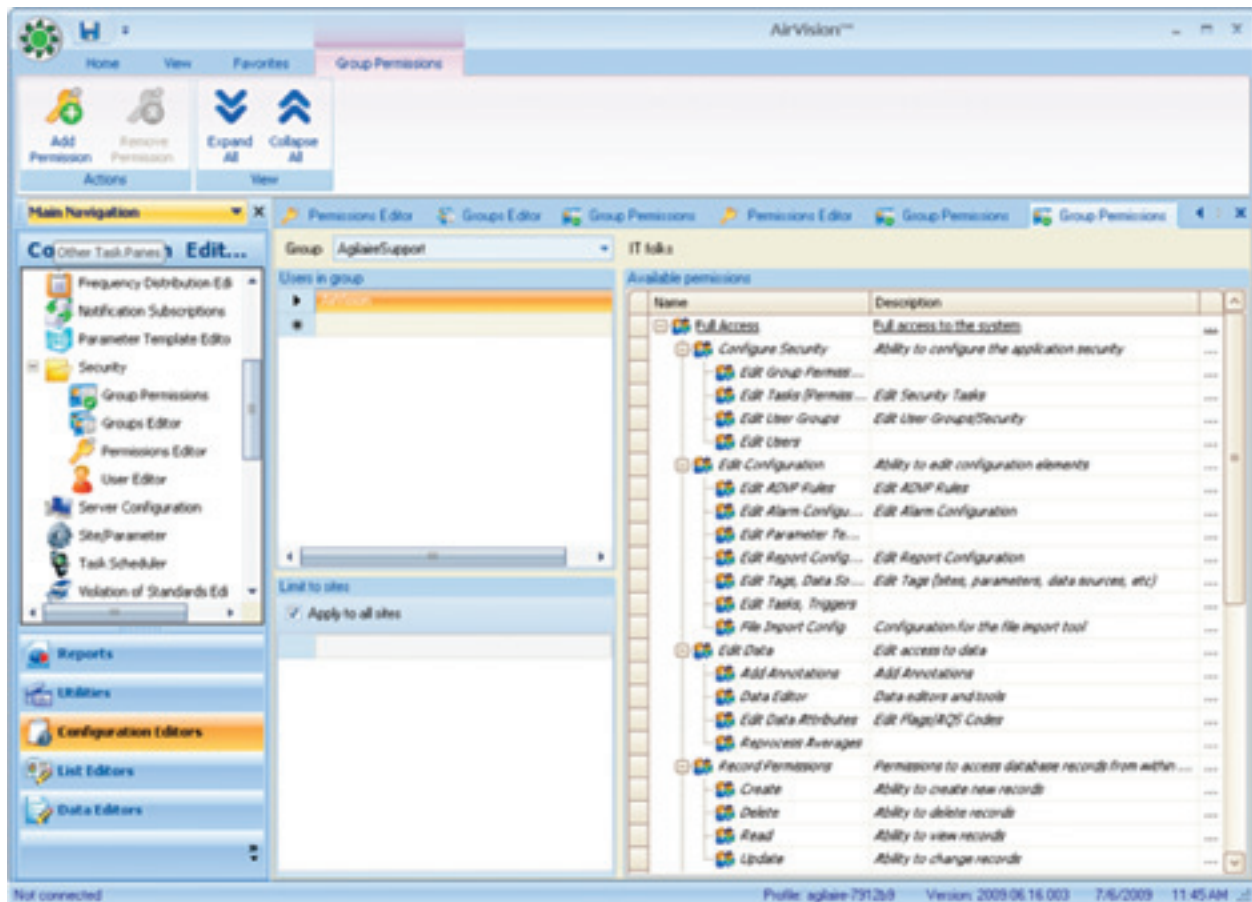 AirVision™
Home View Favorites Group Permissions
Add Permission
Remove Permission
Expand All
Collapse All
Actions
View
Main Navigation
Permissions Editor
Groups Editor
Group Permissions
Permissions Editor
Group Permissions
Group Permissions
Co
Other Task Panes
Edit...
Frequency Distribution Edi
Notification Subscriptions
Parameter Template Edito
Security
Group Permissions
Groups Editor
Permissions Editor
User Editor
Server Configuration
Site/Parameter
Task Scheduler
Violation of Standards Edi
Reports
Utilities
Configuration Editors
List Editors
Data Editors
Group AgilaireSupport
IT folks
Users in group
AirVision
Limit to sites
Apply to all sites
Available permissions
Name Description
Full Access Full access to the system ...
Configure Security Ability to configure the application security ...
Edit Group Permiss... ...
Edit Tasks (Permiss... Edit Security Tasks ...
Edit User Groups Edit User Groups/Security ...
Edit Users ...
Edit Configuration Ability to edit configuration elements ...
Edit ADVP Rules Edit ADVP Rules ...
Edit Alarm Configu... Edit Alarm Configuration ...
Edit Parameter Te... ...
Edit Report Config... Edit Report Configuration ...
Edit Tags, Data So... Edit Tags (sites, parameters, data sources, etc) ...
Edit Tasks, Triggers ...
File Import Config Configuration for the file import tool ...
Edit Data Edit access to data ...
Add Annotations Add Annotations ...
Data Editor Data editors and tools ...
Edit Data Attributes Edit Flags/AQS Codes ...
Reprocess Averages ...
Record Permissions Permissions to access database records from within ... ...
Create Ability to create new records ...
Delete Ability to delete records ...
Read Ability to view records ...
Update Ability to change records ...
Not connected
Profile: agilaire-7912b9 Version: 2009.06.16.003 7/6/2009 11:45 AM